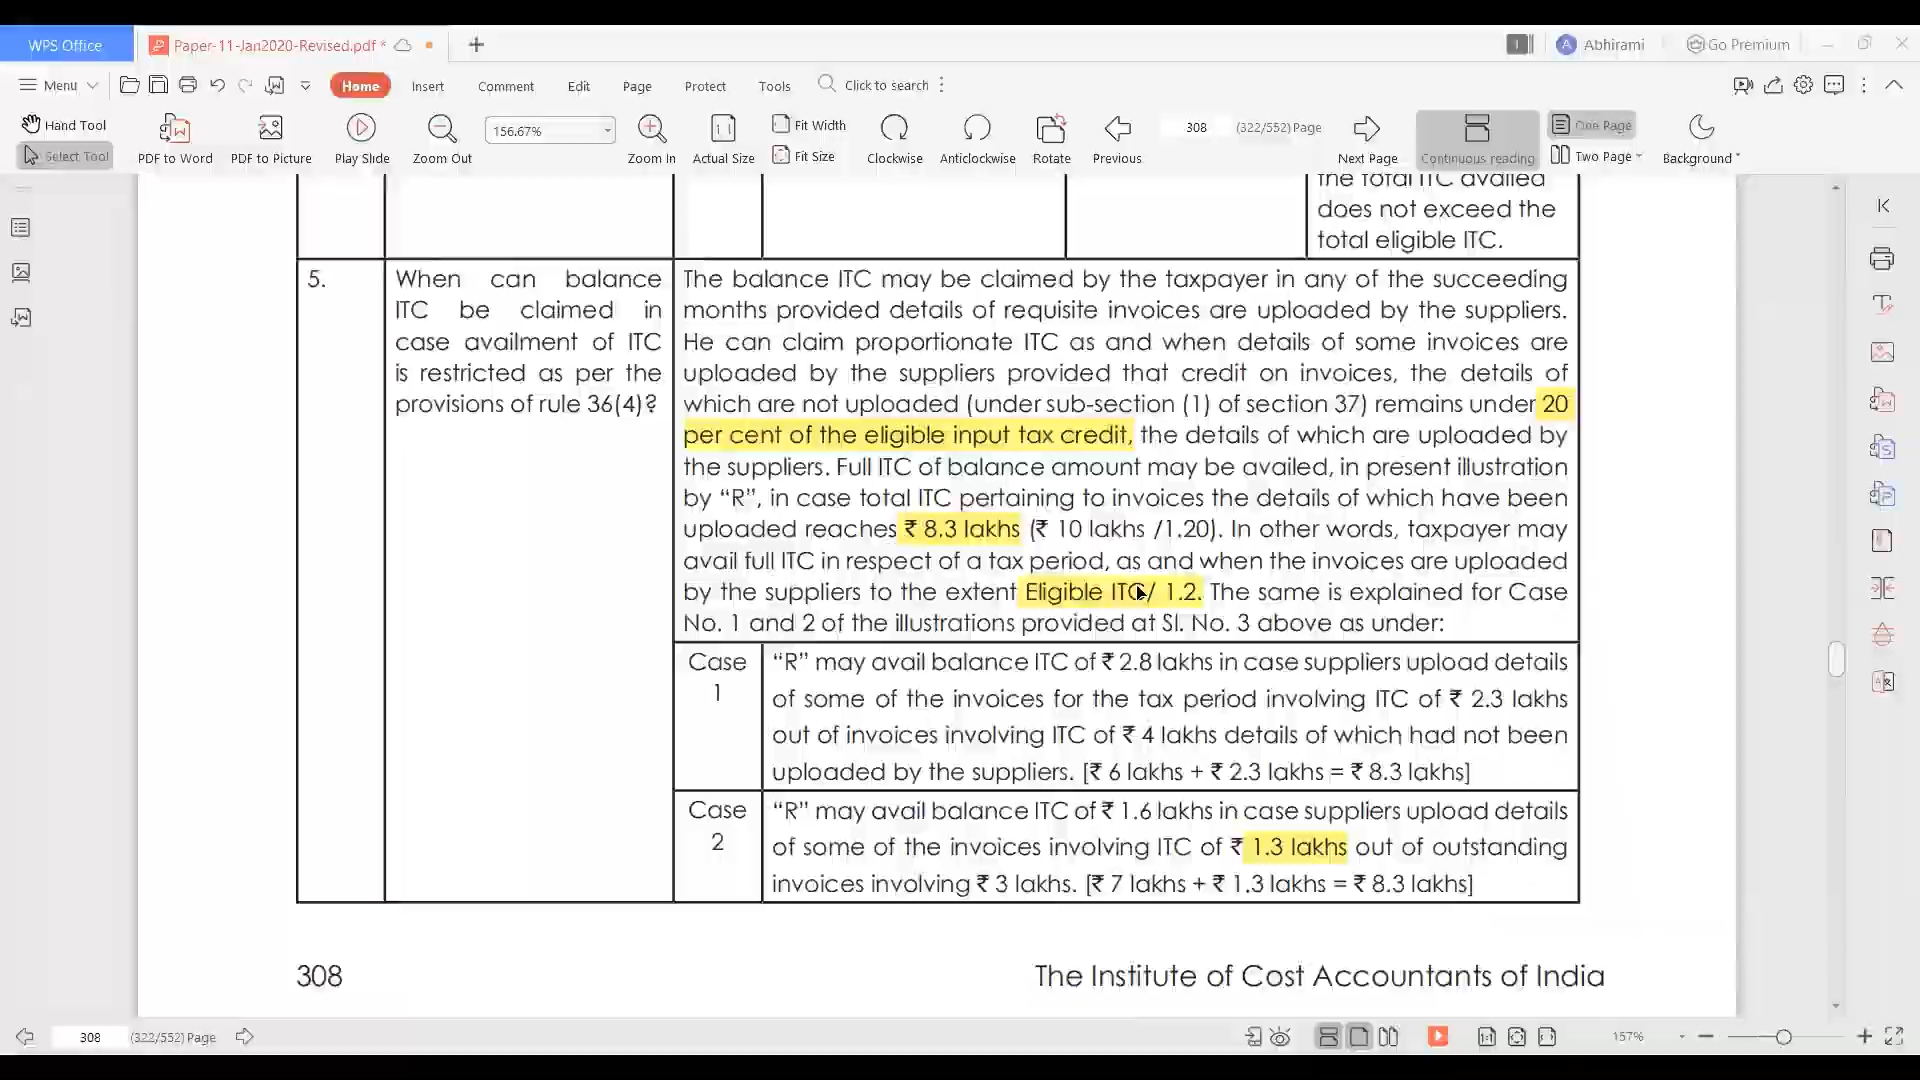 WPS Office
Paper-11-Jan2020-Revised.pdf *
Abhirami
Go Premium
Menu
Home
Insert
Comment
Edit
Page
Protect
Tools
Click to search
Hand Tool
Select Tool
PDF to Word
PDF to Picture
Play Slide
Zoom Out
156.67%
Zoom In
Actual Size
Fit Width
Fit Size
Clockwise
Anticlockwise
Rotate
Previous
308
(322/552)Page
Next Page
Continuous reading
One Page
Two Page
Background
the total ITC availed
does not exceed the
total eligible ITC.
5.
When can balance
ITC be claimed in
case availment of ITC
is restricted as per the
provisions of rule 36(4)?
The balance ITC may be claimed by the taxpayer in any of the succeeding
months provided details of requisite invoices are uploaded by the suppliers.
He can claim proportionate ITC as and when details of some invoices are
uploaded by the suppliers provided that credit on invoices, the details of
which are not uploaded (under sub-section (1) of section 37) remains under 20
per cent of the eligible input tax credit, the details of which are uploaded by
the suppliers. Full ITC of balance amount may be availed, in present illustration
by “R”, in case total ITC pertaining to invoices the details of which have been
uploaded reaches ₹ 8.3 lakhs (₹ 10 lakhs /1.20). In other words, taxpayer may
avail full ITC in respect of a tax period, as and when the invoices are uploaded
by the suppliers to the extent Eligible ITC/ 1.2. The same is explained for Case
No. 1 and 2 of the illustrations provided at Sl. No. 3 above as under:
Case
1
“R” may avail balance ITC of ₹ 2.8 lakhs in case suppliers upload details
of some of the invoices for the tax period involving ITC of ₹ 2.3 lakhs
out of invoices involving ITC of ₹ 4 lakhs details of which had not been
uploaded by the suppliers. [₹ 6 lakhs + ₹ 2.3 lakhs = ₹ 8.3 lakhs]
Case
2
“R” may avail balance ITC of ₹ 1.6 lakhs in case suppliers upload details
of some of the invoices involving ITC of ₹ 1.3 lakhs out of outstanding
invoices involving ₹ 3 lakhs. [₹ 7 lakhs + ₹ 1.3 lakhs = ₹ 8.3 lakhs]
308
The Institute of Cost Accountants of India
308
(322/552)Page
157%